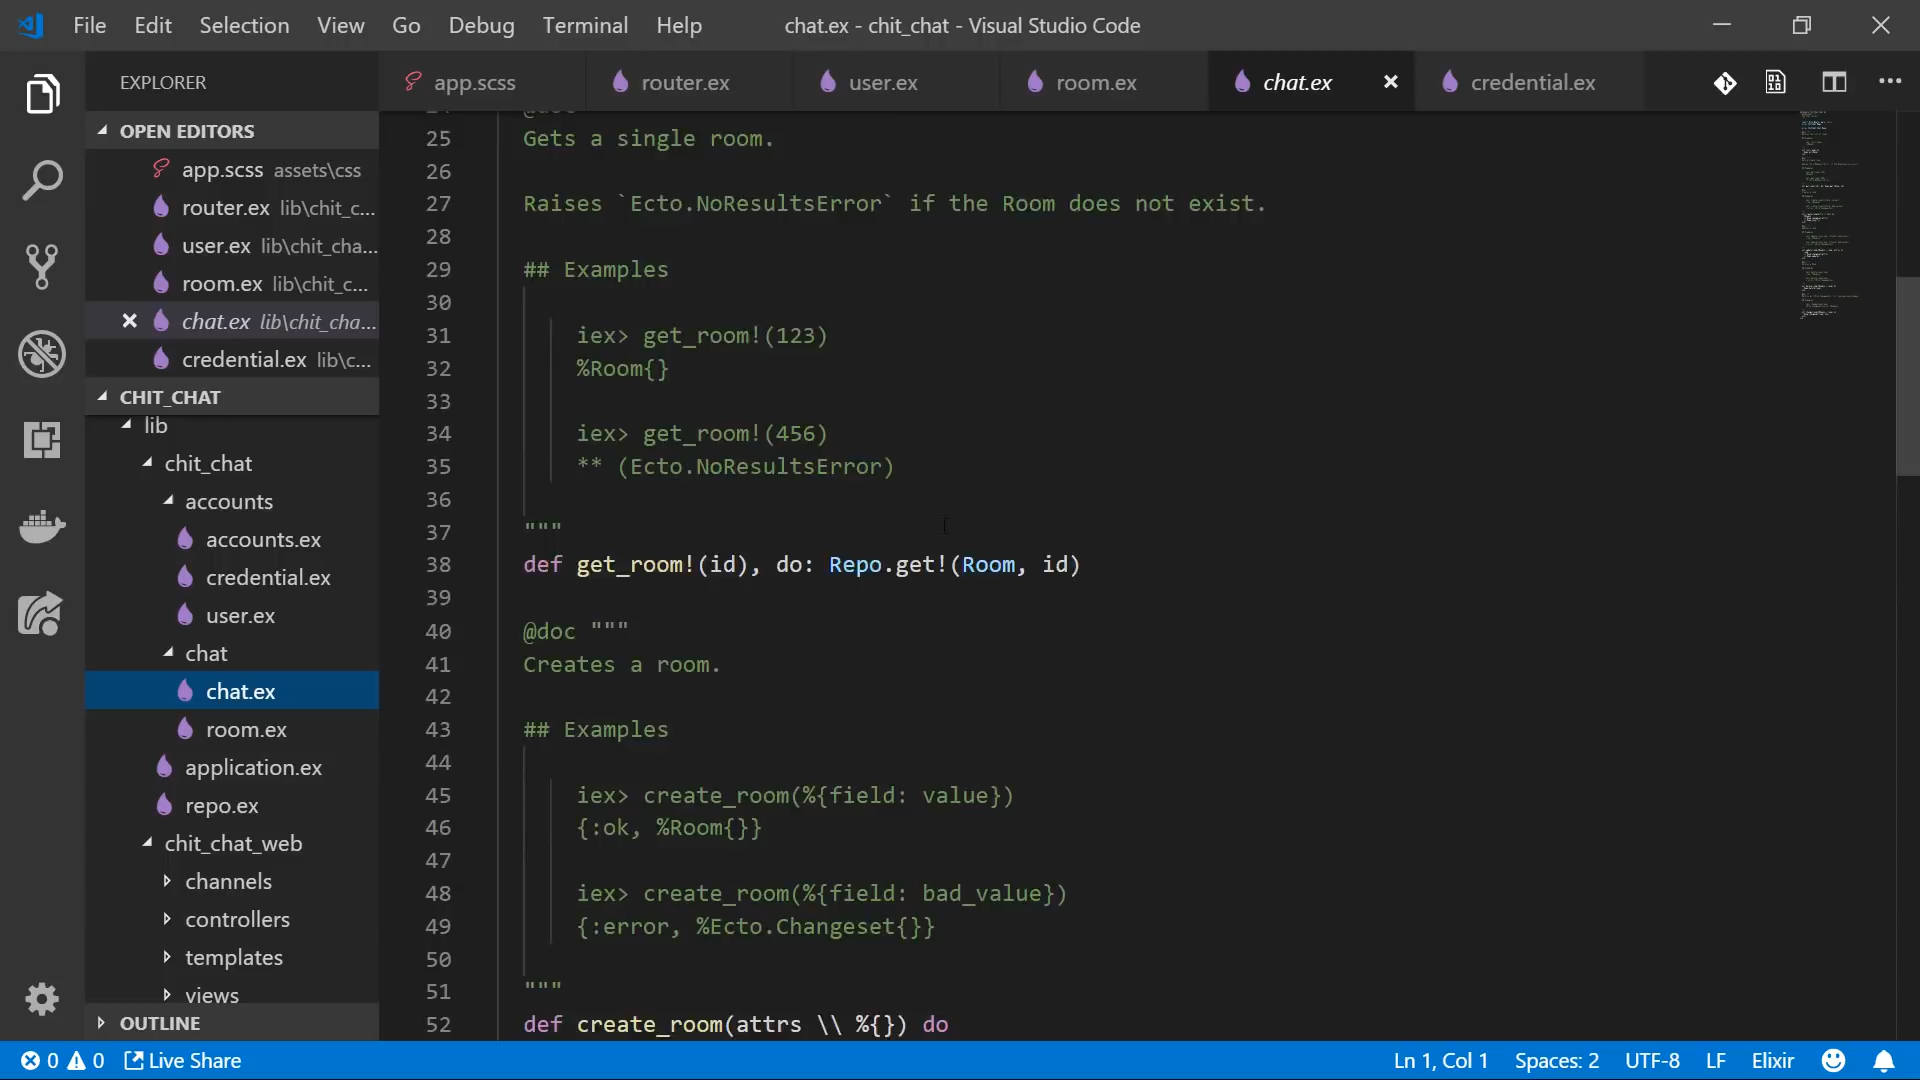 File Edit Selection View Go Debug Terminal Help
chat.ex - chit_chat - Visual Studio Code
EXPLORER
app.scss
router.ex
user.ex
room.ex
chat.ex
credential.ex
OPEN EDITORS
app.scss assets\css
router.ex lib\chit_c...
user.ex lib\chit_cha...
room.ex lib\chit_c...
chat.ex lib\chit_cha...
credential.ex lib\c...
CHIT_CHAT
lib
chit_chat
accounts
accounts.ex
credential.ex
user.ex
chat
chat.ex
room.ex
application.ex
repo.ex
chit_chat_web
channels
controllers
templates
views
OUTLINE
25 Gets a single room.
26
27 Raises `Ecto.NoResultsError` if the Room does not exist.
28
29 ## Examples
30
31 iex> get_room!(123)
32 %Room{}
33
34 iex> get_room!(456)
35 ** (Ecto.NoResultsError)
36
37 """
38 def get_room!(id), do: Repo.get!(Room, id)
39
40 @doc """
41 Creates a room.
42
43 ## Examples
44
45 iex> create_room(%{field: value})
46 {:ok, %Room{}}
47
48 iex> create_room(%{field: bad_value})
49 {:error, %Ecto.Changeset{}}
50
51 """
52 def create_room(attrs \\ %{}) do
0 0 Live Share
Ln 1, Col 1 Spaces: 2 UTF-8 LF Elixir